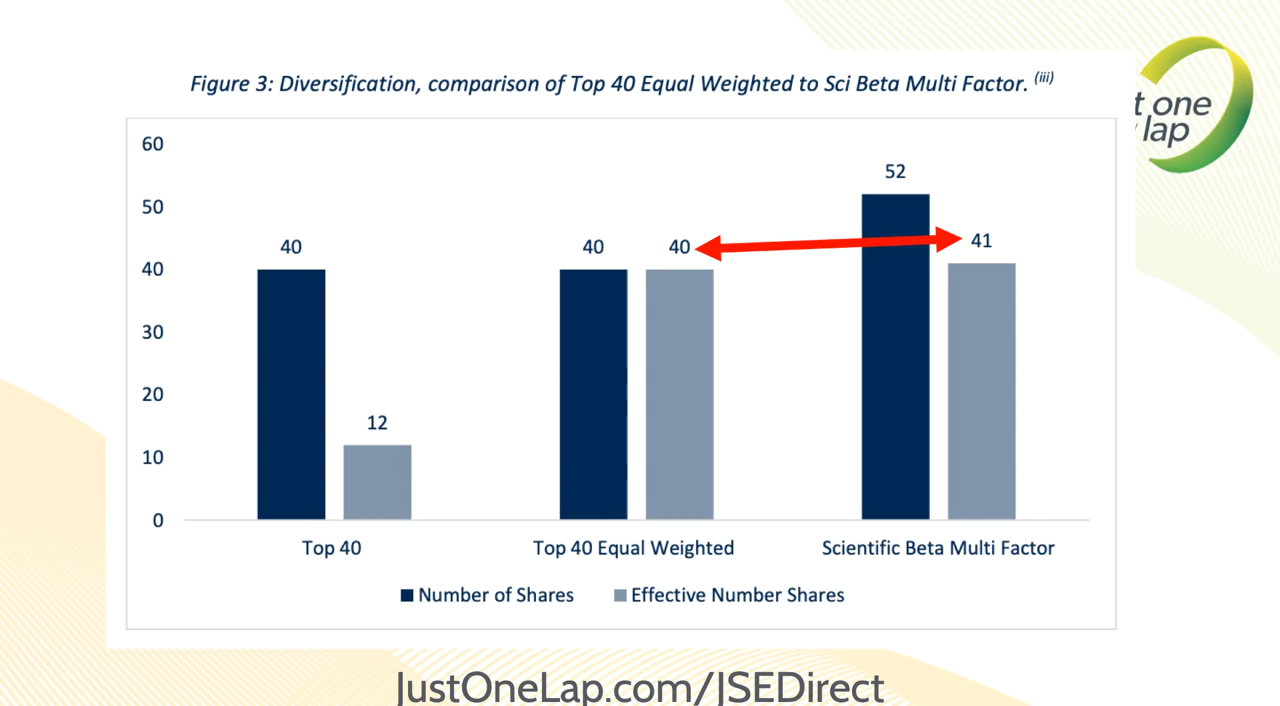 Figure 3: Diversification, comparison of Top 40 Equal Weighted to Sci Beta Multi Factor. (iii)
t one
lap
60
50
40
30
20
10
0
40
12
40
40
52
41
Top 40
Top 40 Equal Weighted
Scientific Beta Multi Factor
Number of Shares
Effective Number Shares
JustOneLap.com/JSEDirect